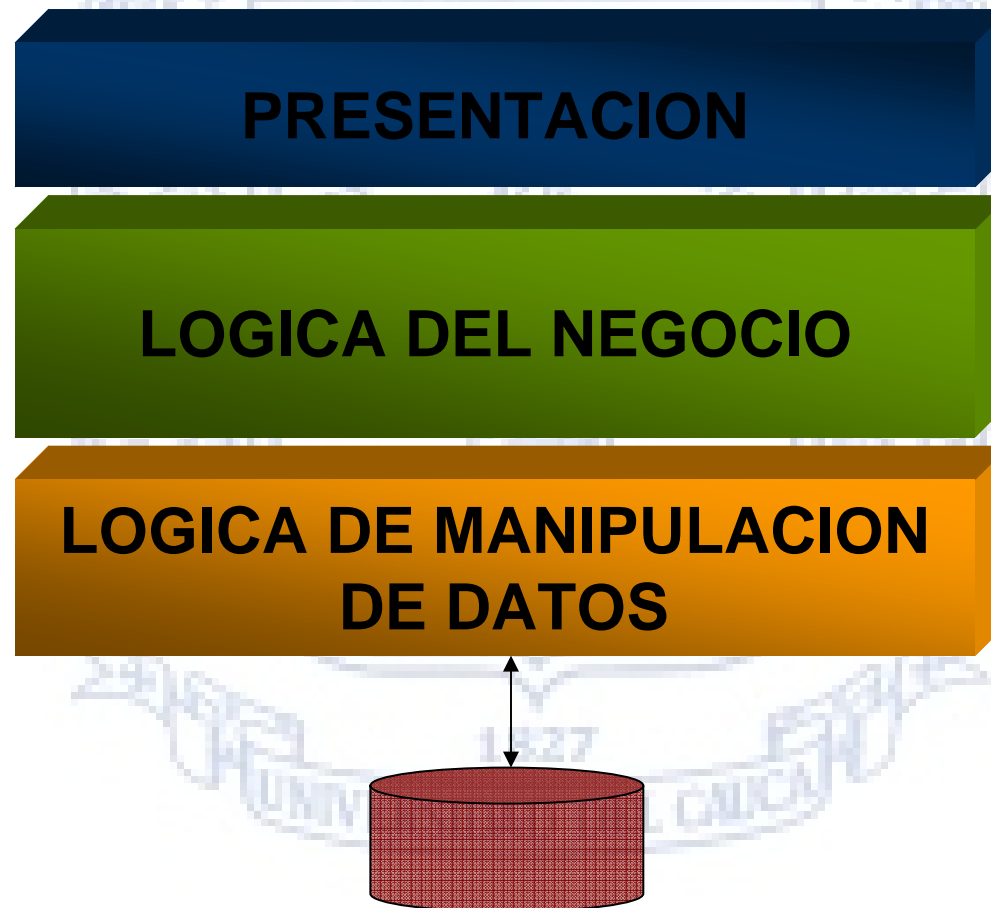 PRESENTACION
LOGICA DEL NEGOCIO
LOGICA DE MANIPULACION
DE DATOS
1827